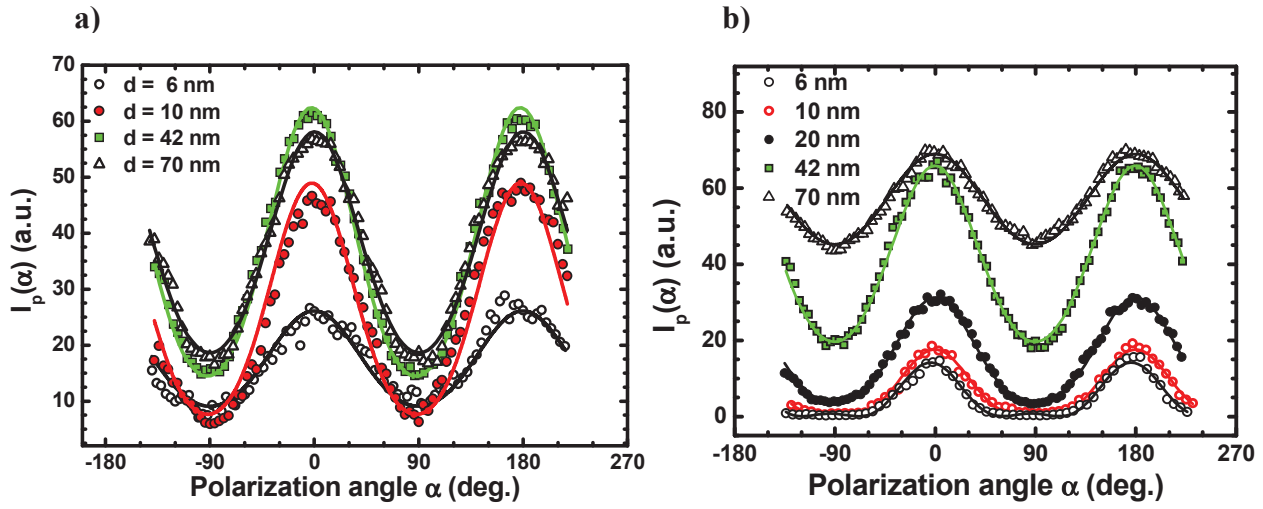 a)
70
60
50
40
30
20
10
-180 -90 0 90 180 270
d = 6 nm
d = 10 nm
d = 42 nm
d = 70 nm
Iₚ(α) (a.u.)
Polarization angle α (deg.)
b)
80
60
40
20
0
-180 -90 0 90 180 270
6 nm
10 nm
20 nm
42 nm
70 nm
Iₚ(α) (a.u.)
Polarization angle α (deg.)